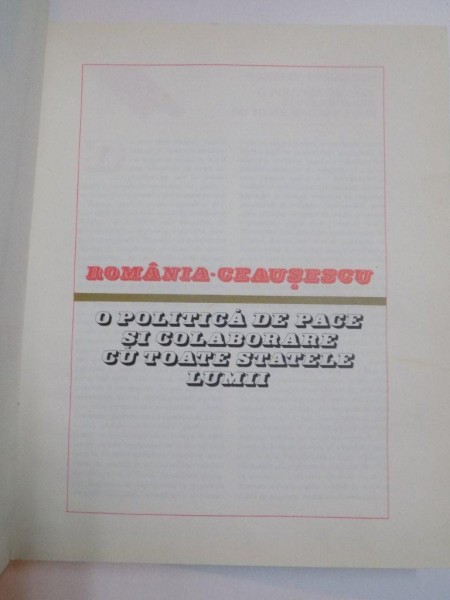 ROMÂNIA-CEAUȘESCU
O POLITICĂ DE PACE
ȘI COLABORARE
CU TOATE STATELE
LUMII